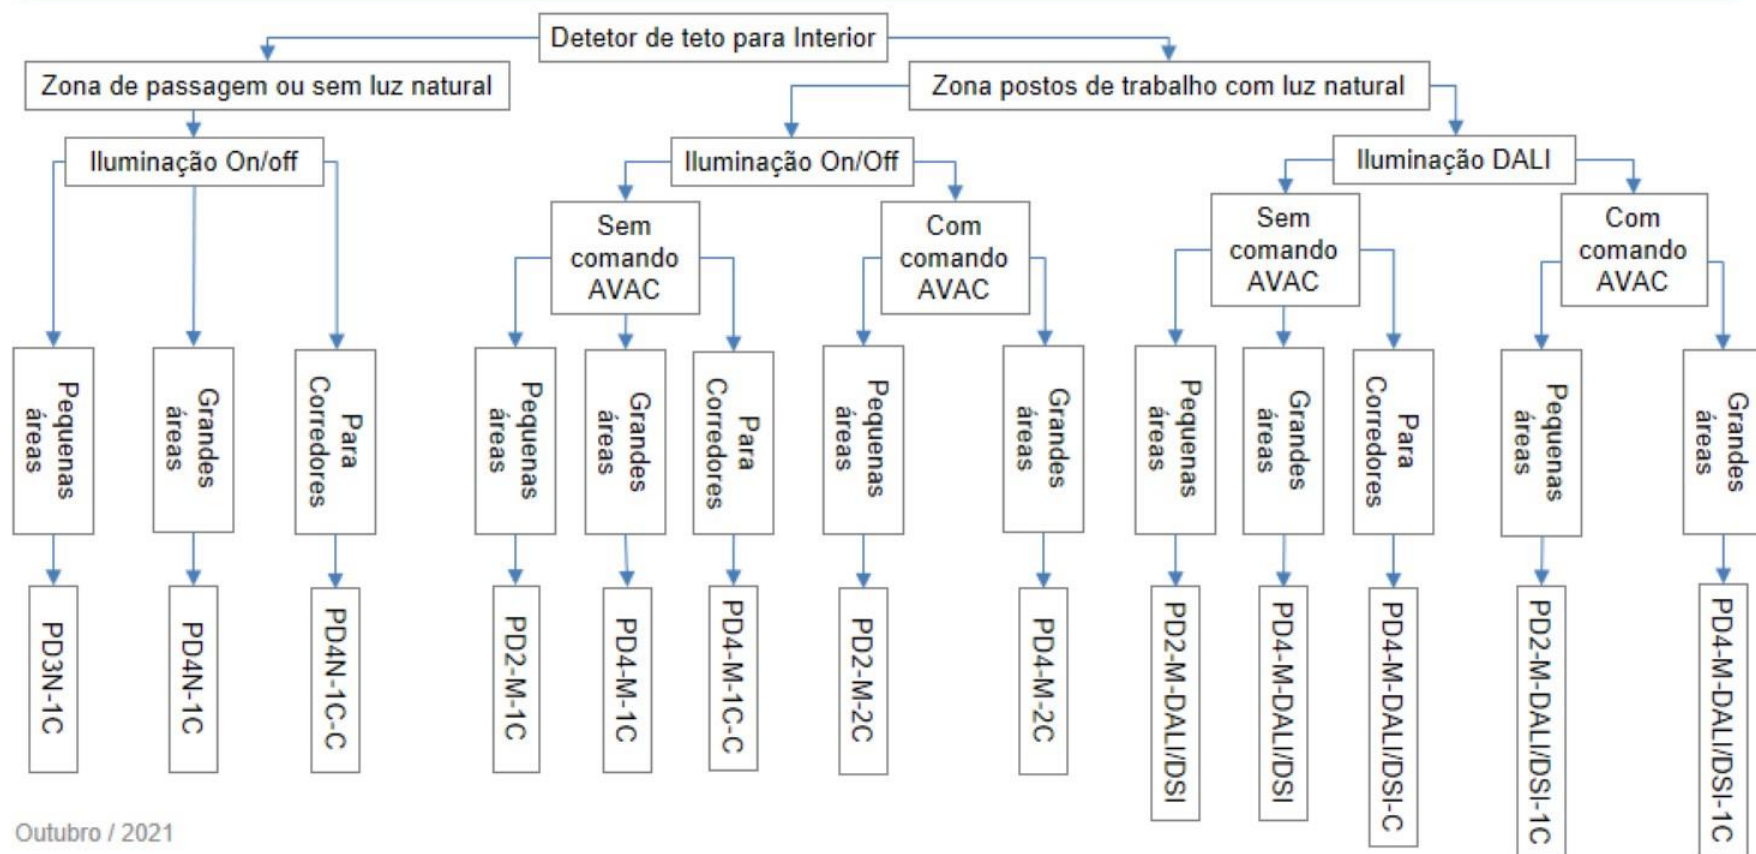 Detetor de teto para Interior
Zona de passagem ou sem luz natural
Zona postos de trabalho com luz natural
Iluminação On/off
Iluminação On/Off
Iluminação DALI
Sem
comando
AVAC
Com
comando
AVAC
Sem
comando
AVAC
Com
comando
AVAC
Pequenas
áreas
Grandes
áreas
Para
Corredores
Pequenas
áreas
Grandes
áreas
Para
Corredores
Pequenas
áreas
Grandes
áreas
Pequenas
áreas
Grandes
áreas
Para
Corredores
Pequenas
áreas
Grandes
áreas
PD3N-1C
PD4N-1C
PD4N-1C-C
PD2-M-1C
PD4-M-1C
PD4-M-1C-C
PD2-M-2C
PD4-M-2C
PD2-M-DALI/DSI
PD4-M-DALI/DSI
PD4-M-DALI/DSI-C
PD2-M-DALI/DSI-1C
PD4-M-DALI/DSI-1C
Outubro / 2021